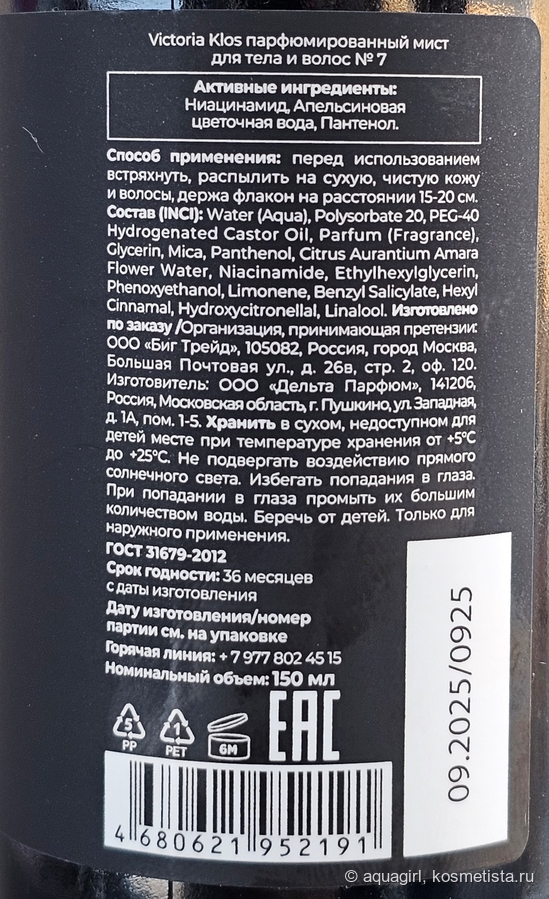 Victoria Klos парфюмированный мист
для тела и волос № 7
Активные ингредиенты:
Ниацинамид, Апельсиновая
цветочная вода, Пантенол.
Способ применения: перед использованием
встряхнуть, распылить на сухую, чистую кожу
и волосы, держа флакон на расстоянии 15-20 см.
Состав (INCI): Water (Aqua), Polysorbate 20, PEG-40
Hydrogenated Castor Oil, Parfum (Fragrance),
Glycerin, Mica, Panthenol, Citrus Aurantium Amara
Flower Water, Niacinamide, Ethylhexylglycerin,
Phenoxyethanol, Limonene, Benzyl Salicylate, Hexyl
Cinnamal, Hydroxycitronellal, Linalool. Изготовлено
по заказу /Организация, принимающая претензии:
ООО «Биг Трейд», 105082, Россия, город Москва,
Большая Почтовая ул., д. 26в, стр. 2, оф. 120.
Изготовитель: ООО «Дельта Парфюм», 141206,
Россия, Московская область, г. Пушкино, ул. Западная,
д. 1А, пом. 1-5. Хранить в сухом, недоступном для
детей месте при температуре хранения от +5°С
до +25°С. Не подвергать воздействию прямого
солнечного света. Избегать попадания в глаза.
При попадании в глаза промыть их большим
количеством воды. Беречь от детей. Только для
наружного применения.
ГОСТ 31679-2012
Срок годности: 36 месяцев
с даты изготовления
Дату изготовления/номер
партии см. на упаковке
Горячая линия: + 7 977 802 45 15
Номинальный объем: 150 мл
5
PP
1
PET
6M
EAC
09.2025/0925
4 680621 952191
© aquagirl, kosmetista.ru